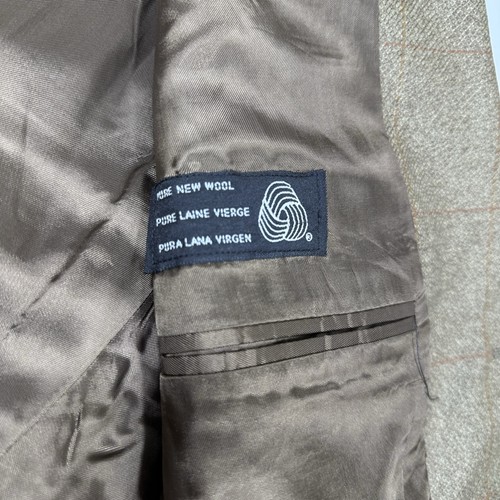 PURE NEW WOOL
PURE LAINE VIERGE
PURA LANA VIRGEN ®